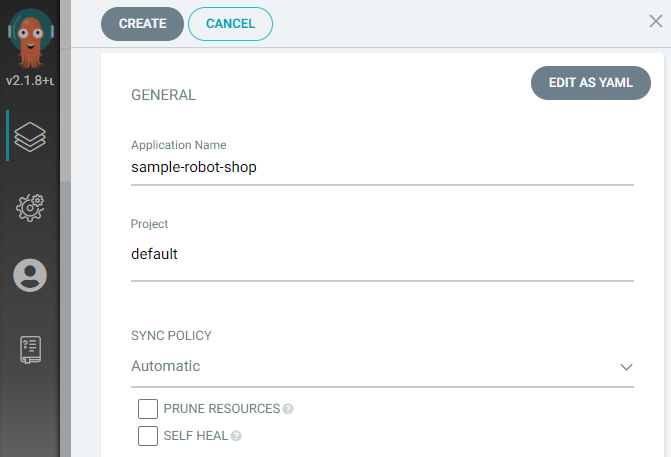 CREATE CANCEL
v2.1.8+u
EDIT AS YAML
GENERAL
Application Name
sample-robot-shop
Project
default
SYNC POLICY
Automatic
PRUNE RESOURCES ?
SELF HEAL ?